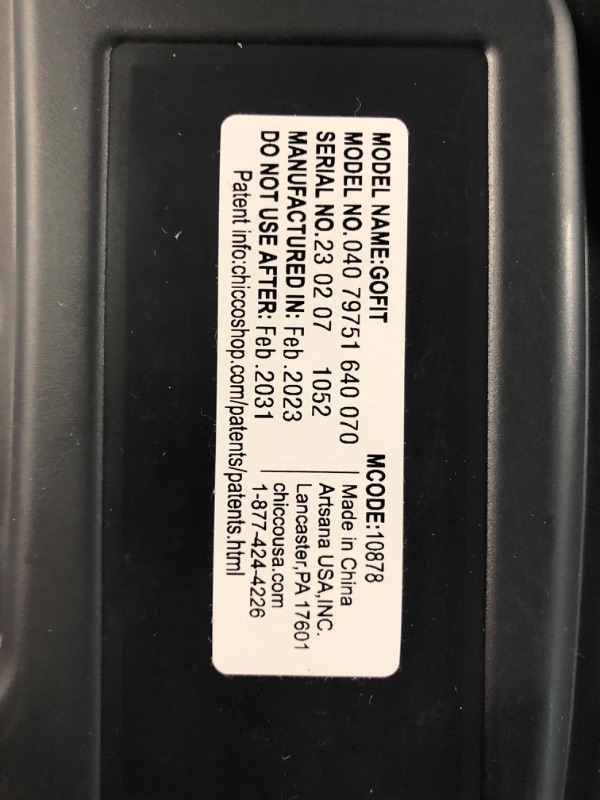 MODEL NAME:GOFIT MCODE:10878
MODEL NO. 040 79751 640 070
SERIAL NO.23 02 07 1052
MANUFACTURED IN: Feb .2023
DO NOT USE AFTER: Feb .2031
Made in China
Artsana USA,INC.
Lancaster,PA 17601
chiccousa.com
1-877-424-4226
Patent info:chiccoshop.com/patents/patents.html